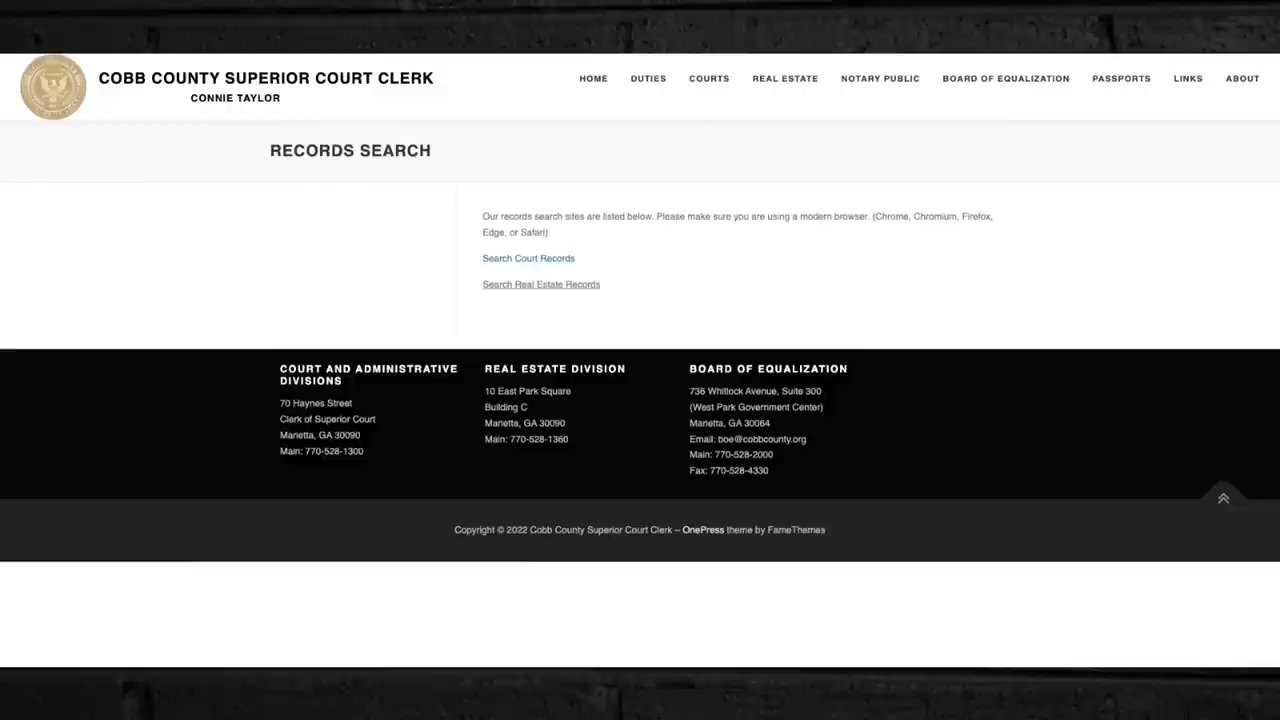 COBB COUNTY SUPERIOR COURT CLERK
CONNIE TAYLOR
HOME DUTIES COURTS REAL ESTATE NOTARY PUBLIC BOARD OF EQUALIZATION PASSPORTS LINKS ABOUT
RECORDS SEARCH
Our records search sites are listed below. Please make sure you are using a modern browser. (Chrome, Chromium, Firefox,
Edge, or Safari)
Search Court Records
Search Real Estate Records
COURT AND ADMINISTRATIVE
DIVISIONS
70 Haynes Street
Clerk of Superior Court
Marietta, GA 30090
Main: 770-528-1300
REAL ESTATE DIVISION
10 East Park Square
Building C
Marietta, GA 30090
Main: 770-528-1360
BOARD OF EQUALIZATION
736 Whitlock Avenue, Suite 300
(West Park Government Center)
Marietta, GA 30064
Email: boe@cobbcounty.org
Main: 770-528-2000
Fax: 770-528-4330
Copyright © 2022 Cobb County Superior Court Clerk – OnePress theme by FameThemes